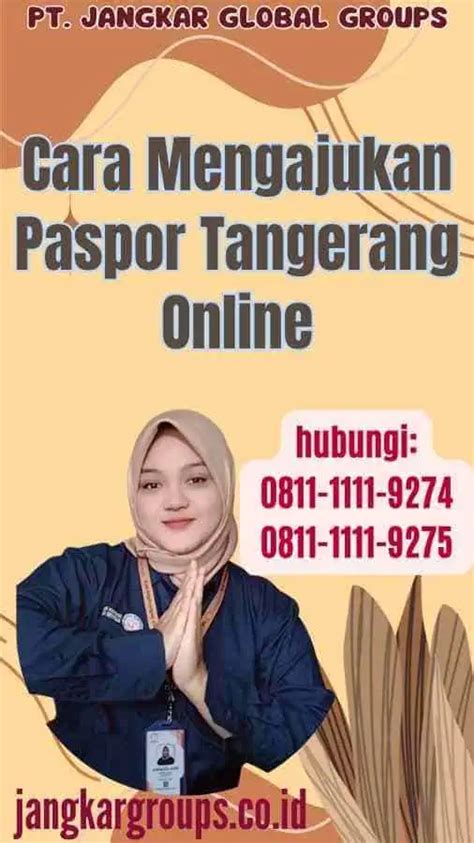 PT. JANGKAR GLOBAL GROUPS
Cara Mengajukan
Paspor Tangerang
Online
hubungi:
0811-1111-9274
0811-1111-9275
jangkargroups.co.id